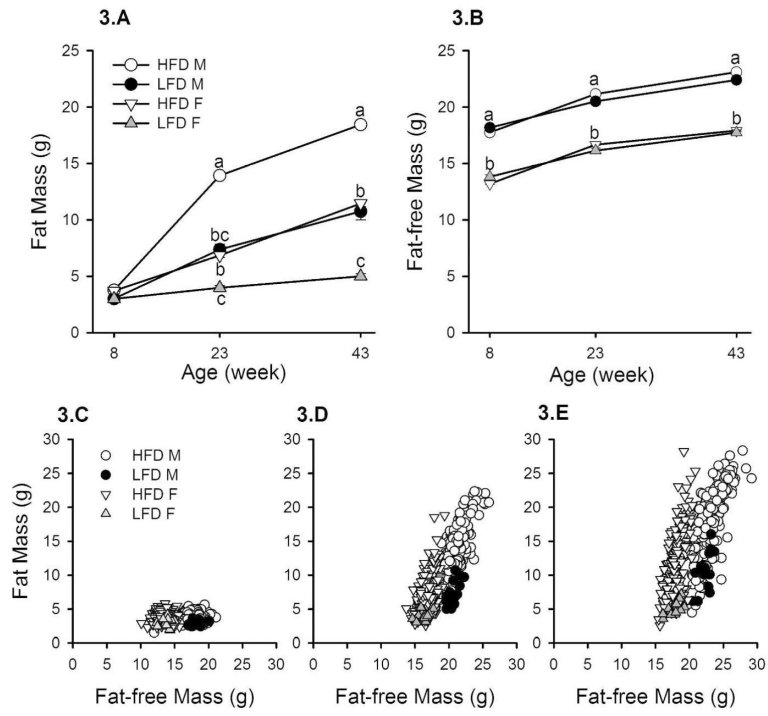 3.A
25
20
15
10
5
0
Fat Mass (g)
HFD M
LFD M
HFD F
LFD F
a
a
b
bc
b
c
c
8
23
43
Age (week)
3.B
25
20
15
10
5
0
Fat-free Mass (g)
a
a
a
b
b
b
8
23
43
Age (week)
3.C
30
25
20
15
10
5
0
Fat Mass (g)
HFD M
LFD M
HFD F
LFD F
0 5 10 15 20 25 30
Fat-free Mass (g)
3.D
30
25
20
15
10
5
0
0 5 10 15 20 25 30
Fat-free Mass (g)
3.E
30
25
20
15
10
5
0
0 5 10 15 20 25 30
Fat-free Mass (g)